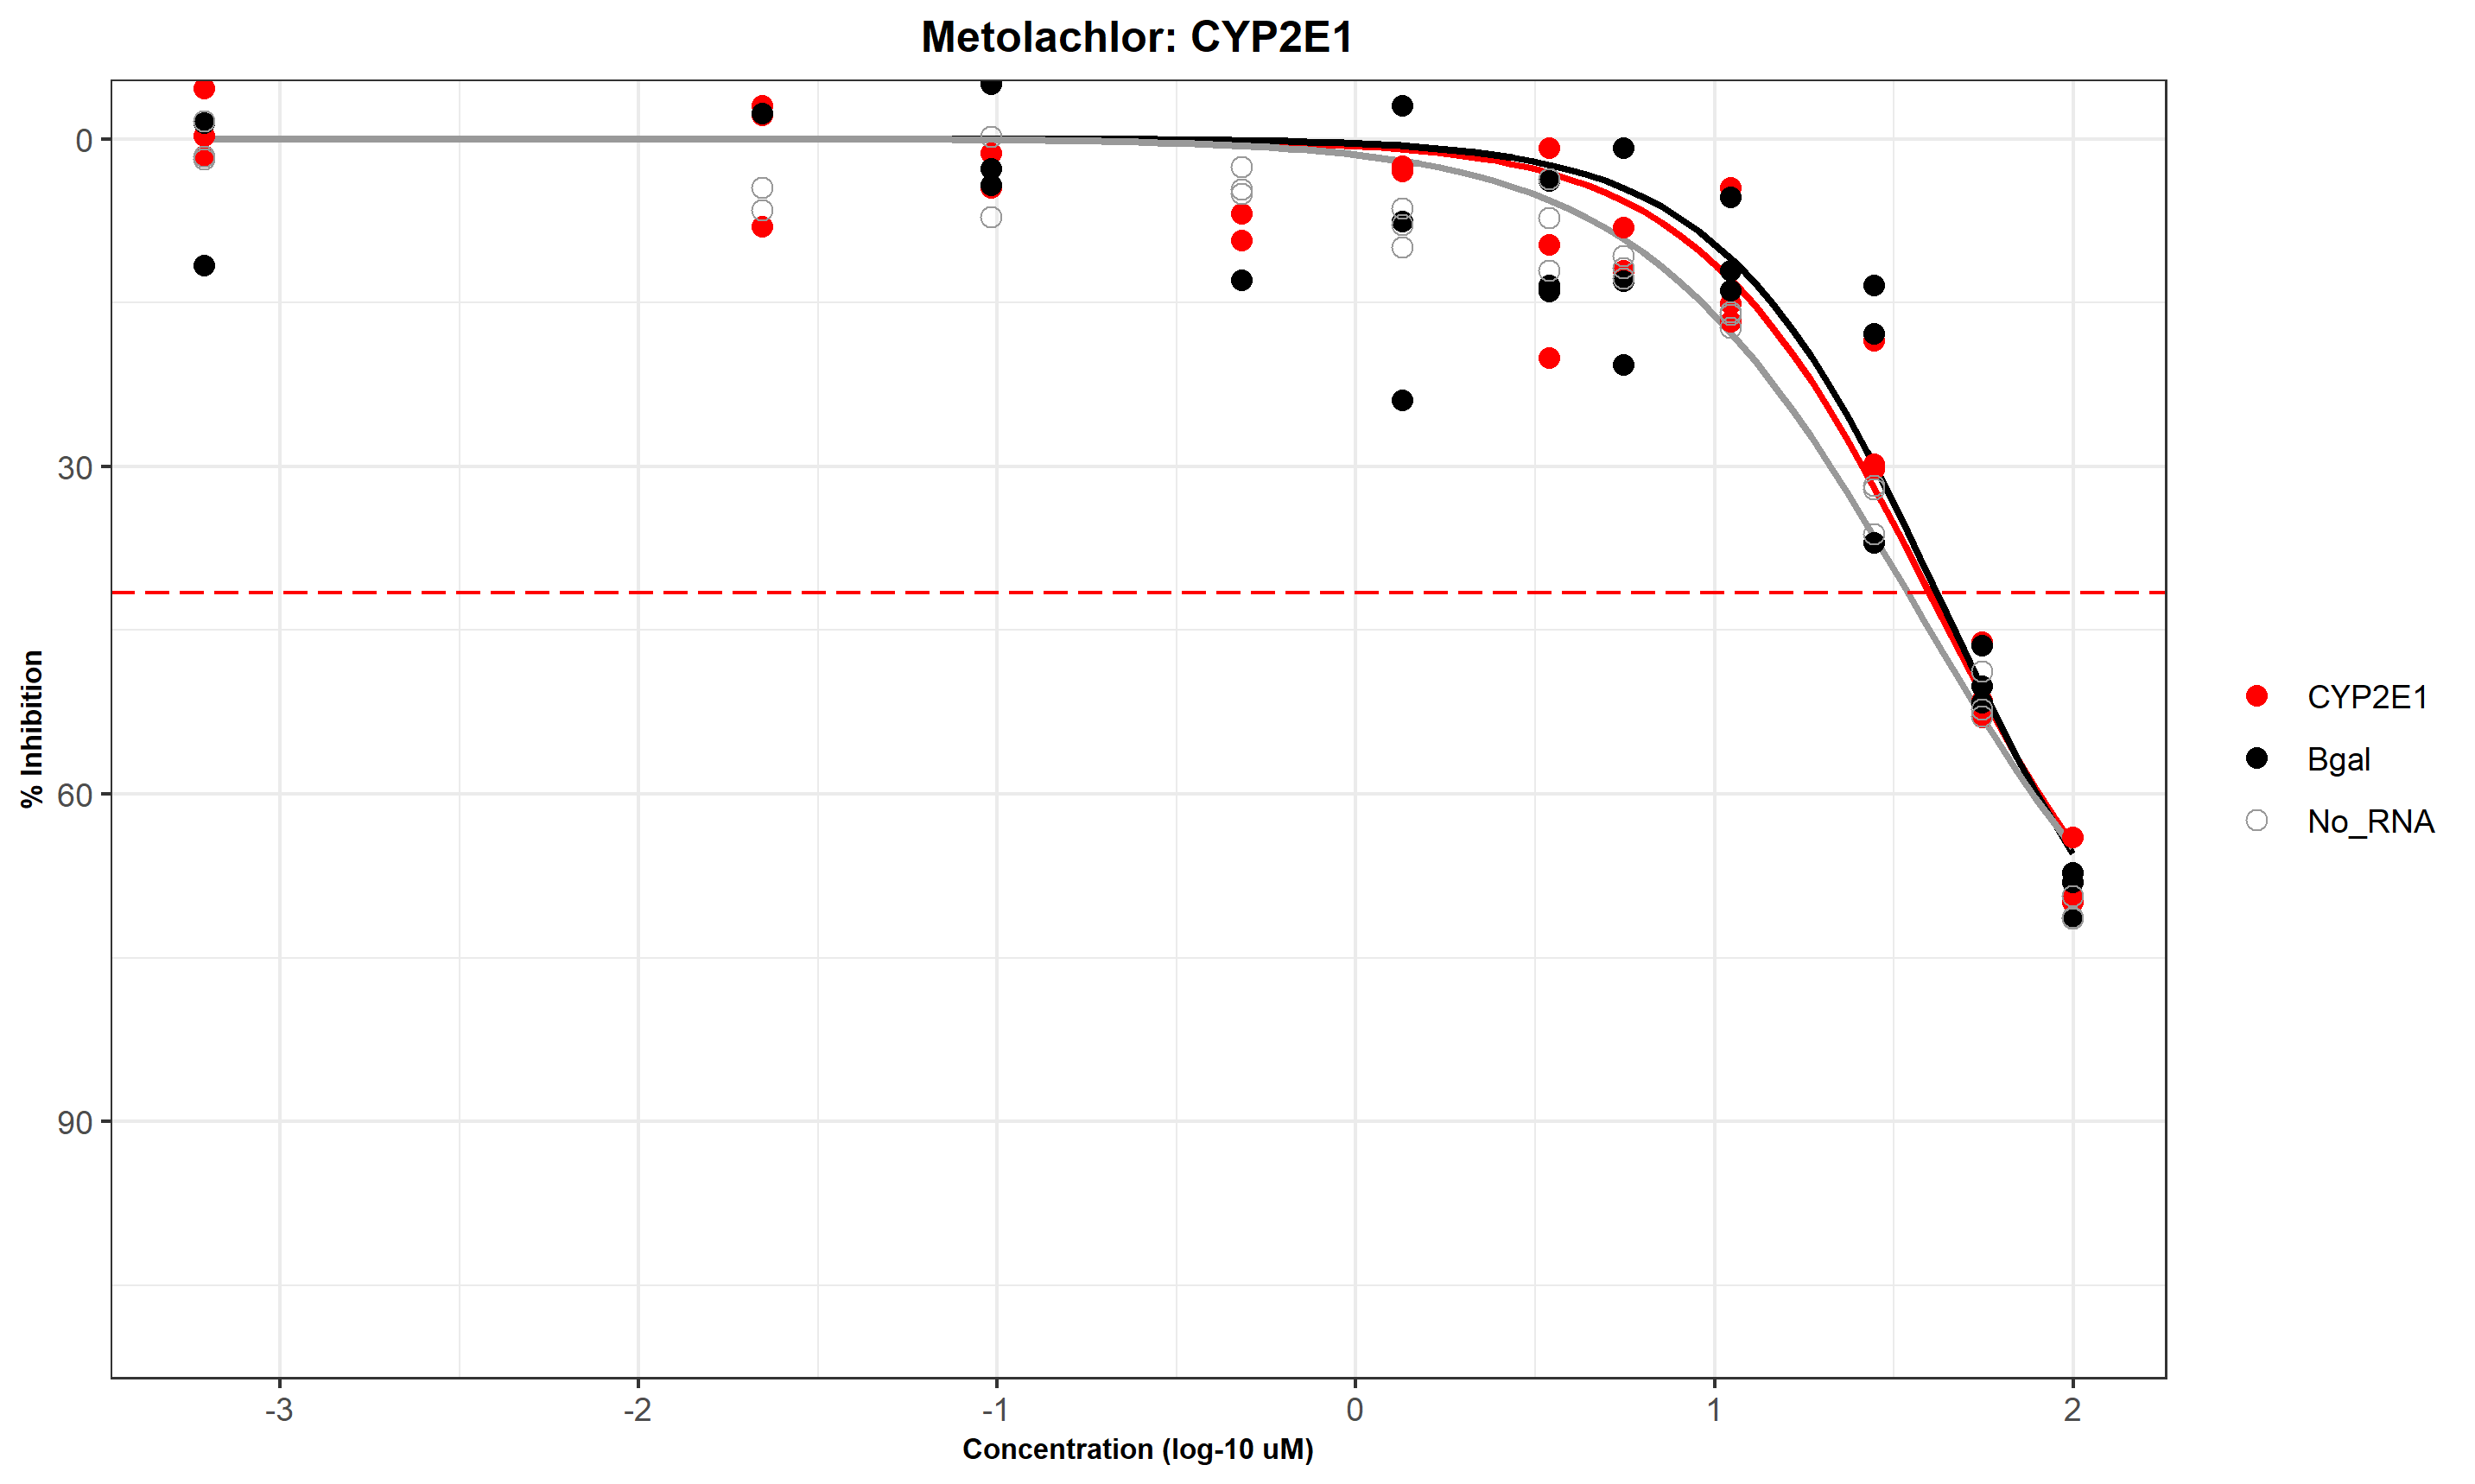 Metolachlor: CYP2E1
0
30
60
90
% Inhibition
-3
-2
-1
0
1
2
Concentration (log-10 uM)
CYP2E1
Bgal
No_RNA